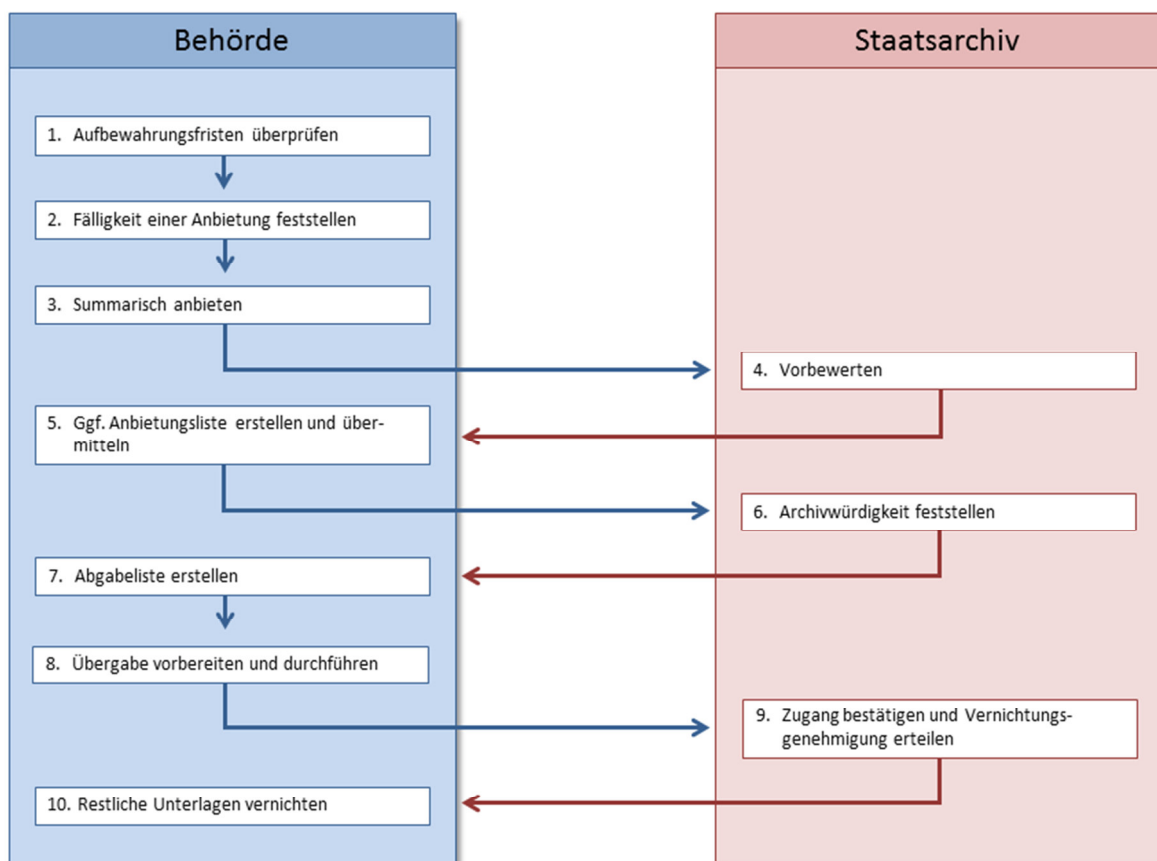 Behörde
Staatsarchiv
1. Aufbewahrungsfristen überprüfen
2. Fälligkeit einer Anbietung feststellen
3. Summarisch anbieten
4. Vorbewerten
5. Ggf. Anbietungsliste erstellen und über-
mitteln
6. Archivwürdigkeit feststellen
7. Abgabeliste erstellen
8. Übergabe vorbereiten und durchführen
9. Zugang bestätigen und Vernichtungs-
genehmigung erteilen
10. Restliche Unterlagen vernichten